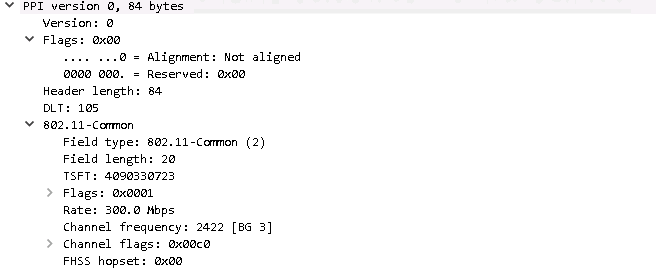 PPI version 0, 84 bytes
Version: 0
Flags: 0x00
.... ...0 = Alignment: Not aligned
0000 000. = Reserved: 0x00
Header length: 84
DLT: 105
802.11-Common
Field type: 802.11-Common (2)
Field length: 20
TSFT: 4090330723
Flags: 0x0001
Rate: 300.0 Mbps
Channel frequency: 2422 [BG 3]
Channel flags: 0x00c0
FHSS hopset: 0x00